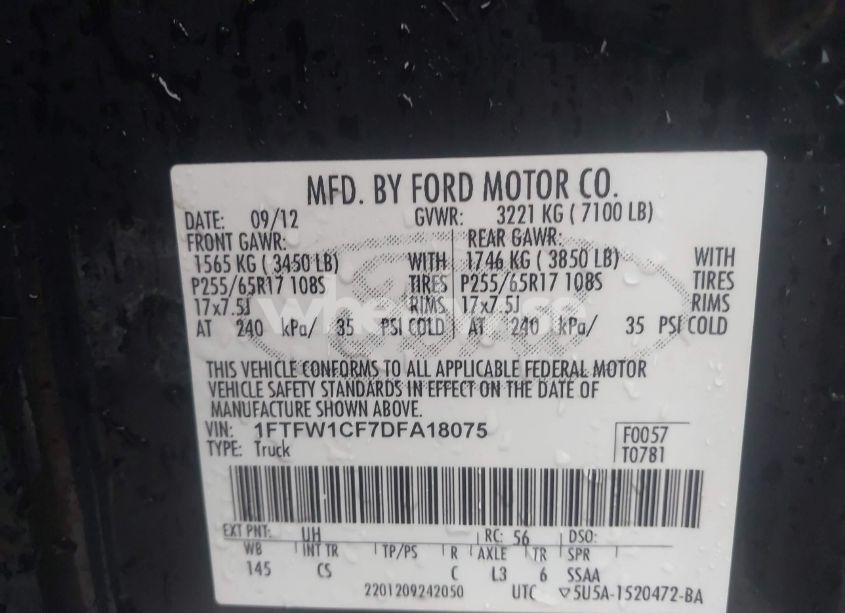 MFD. BY FORD MOTOR CO.
DATE: 09/12 GVWR: 3221 KG ( 7100 LB)
FRONT GAWR: REAR GAWR:
1565 KG ( 3450 LB) WITH 1746 KG ( 3850 LB) WITH
P255/65R17 108S TIRES P255/65R17 108S TIRES
17x7.5J RIMS 17x7.5J RIMS
AT 240 kPa/ 35 PSI COLD AT 240 kPa/ 35 PSI COLD
THIS VEHICLE CONFORMS TO ALL APPLICABLE FEDERAL MOTOR
VEHICLE SAFETY STANDARDS IN EFFECT ON THE DATE OF
MANUFACTURE SHOWN ABOVE.
VIN: 1FTFW1CF7DFA18075 F0057
TYPE: Truck T0781
EXT PNT: UH RC: 56 DSO:
WB INT TR TP/PS R AXLE TR SPR
145 CS C L3 6 SSAA
2201209242050 UTC ▽5U5A-1520472-BA